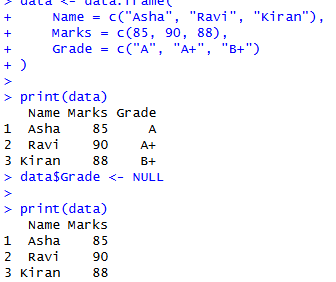 > data <- data.frame(
+     Name = c("Asha", "Ravi", "Kiran"),
+     Marks = c(85, 90, 88),
+     Grade = c("A", "A+", "B+")
+ )
>
> print(data)
   Name Marks Grade
1  Asha    85     A
2  Ravi    90    A+
3 Kiran    88    B+
> data$Grade <- NULL
>
> print(data)
   Name Marks
1  Asha    85
2  Ravi    90
3 Kiran    88